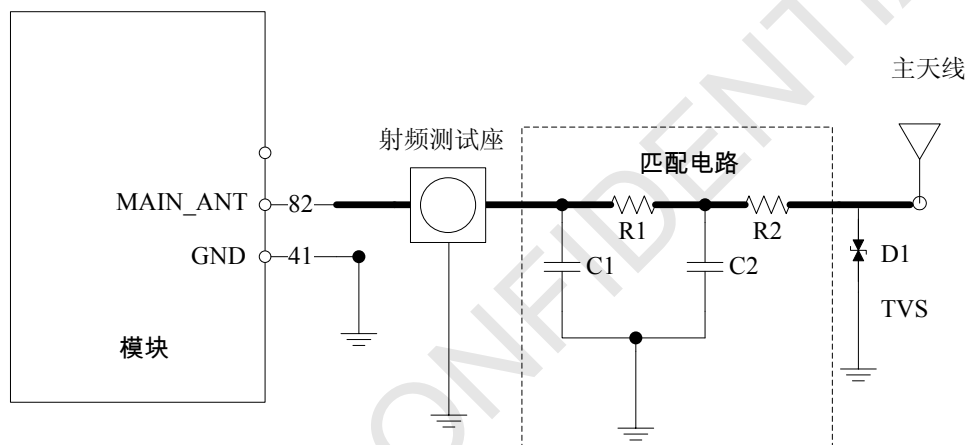 主天线
射频测试座
匹配电路
MAIN_ANT
82
R1
R2
GND
41
C1
C2
D1
TVS
模块
CONFIDENTI